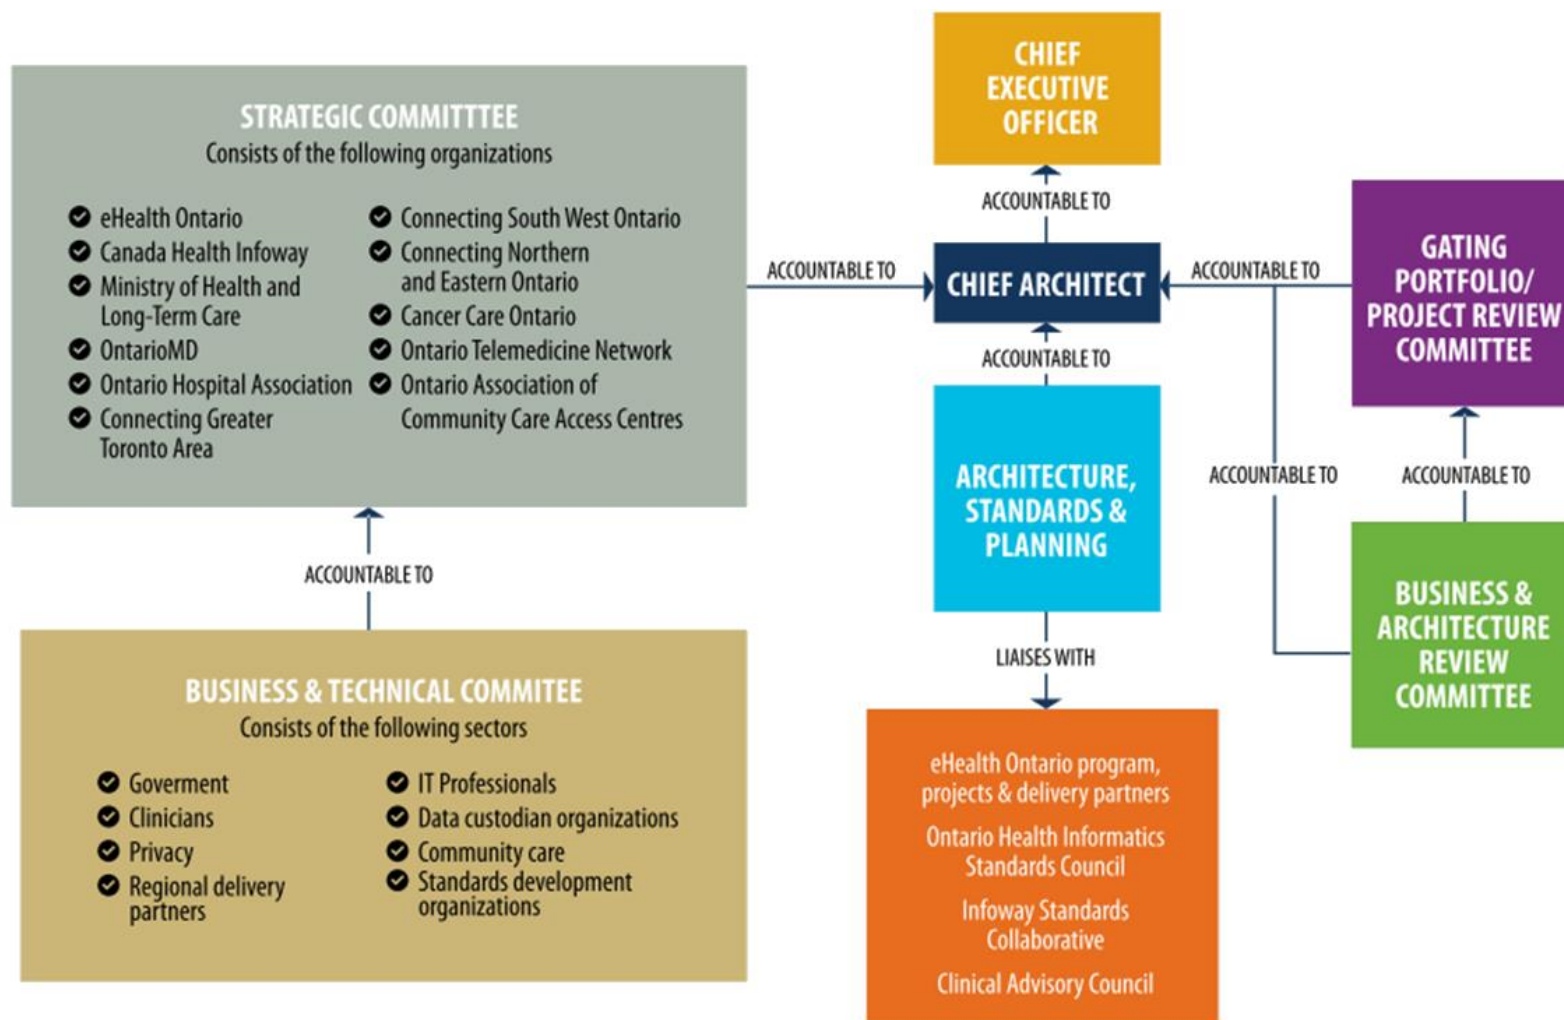 STRATEGIC COMMITTTEE
Consists of the following organizations
eHealth Ontario
Canada Health Infoway
Ministry of Health and
Long-Term Care
OntarioMD
Ontario Hospital Association
Connecting Greater
Toronto Area
Connecting South West Ontario
Connecting Northern
and Eastern Ontario
Cancer Care Ontario
Ontario Telemedicine Network
Ontario Association of
Community Care Access Centres
ACCOUNTABLE TO
BUSINESS & TECHNICAL COMMITEE
Consists of the following sectors
Goverment
Clinicians
Privacy
Regional delivery
partners
IT Professionals
Data custodian organizations
Community care
Standards development
organizations
ACCOUNTABLE TO
CHIEF
EXECUTIVE
OFFICER
ACCOUNTABLE TO
CHIEF ARCHITECT
ACCOUNTABLE TO
ARCHITECTURE,
STANDARDS &
PLANNING
LIAISES WITH
eHealth Ontario program,
projects & delivery partners
Ontario Health Informatics
Standards Council
Infoway Standards
Collaborative
Clinical Advisory Council
ACCOUNTABLE TO
GATING
PORTFOLIO/
PROJECT REVIEW
COMMITTEE
ACCOUNTABLE TO
ACCOUNTABLE TO
BUSINESS &
ARCHITECTURE
REVIEW
COMMITTEE